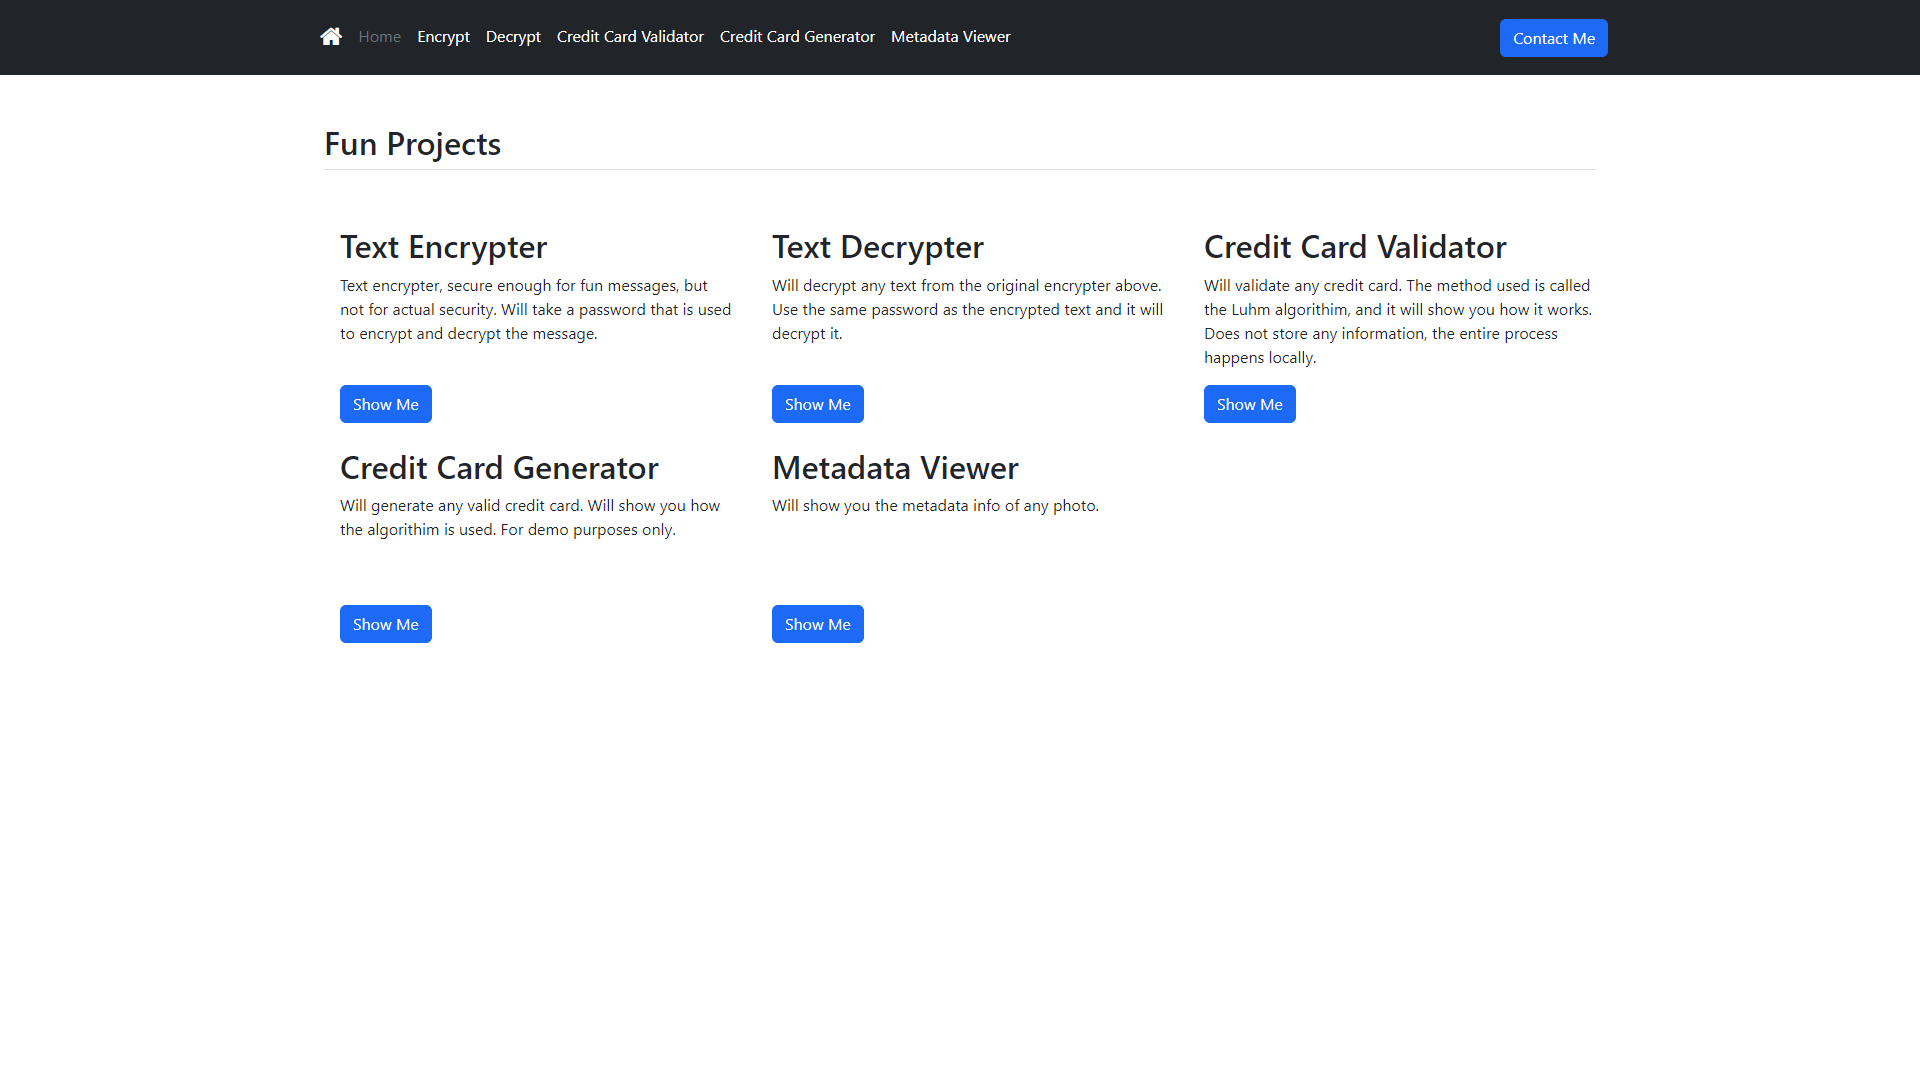 Home Encrypt Decrypt Credit Card Validator Credit Card Generator Metadata Viewer Contact Me
Fun Projects
Text Encrypter
Text encrypter, secure enough for fun messages, but
not for actual security. Will take a password that is used
to encrypt and decrypt the message.
Show Me
Text Decrypter
Will decrypt any text from the original encrypter above.
Use the same password as the encrypted text and it will
decrypt it.
Show Me
Credit Card Validator
Will validate any credit card. The method used is called
the Luhm algorithim, and it will show you how it works.
Does not store any information, the entire process
happens locally.
Show Me
Credit Card Generator
Will generate any valid credit card. Will show you how
the algorithim is used. For demo purposes only.
Show Me
Metadata Viewer
Will show you the metadata info of any photo.
Show Me